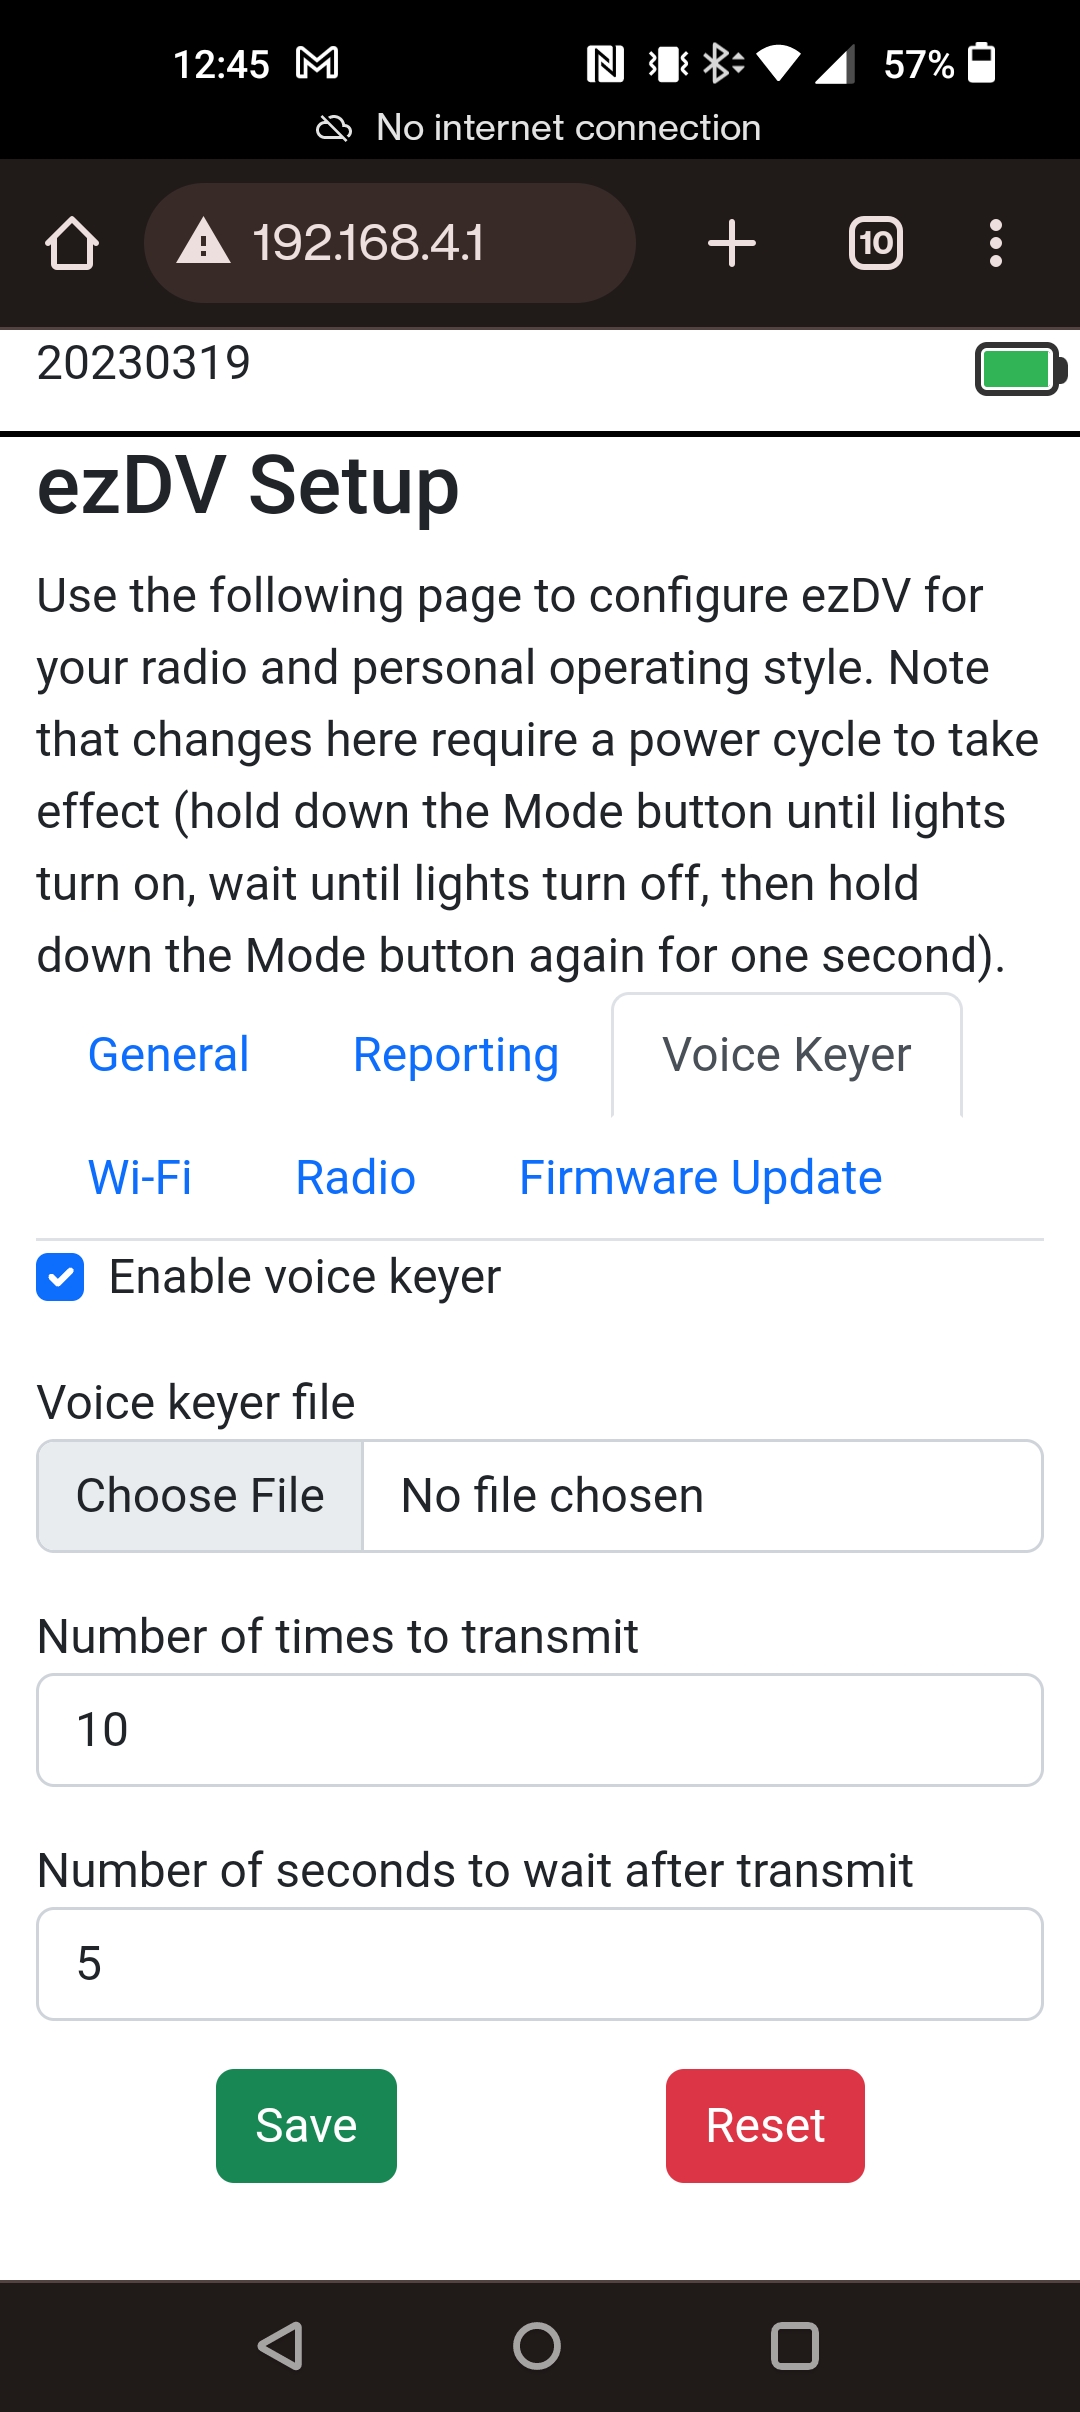 12:45
57%
No internet connection
192.168.4.1
10
20230319
ezDV Setup
Use the following page to configure ezDV for
your radio and personal operating style. Note
that changes here require a power cycle to take
effect (hold down the Mode button until lights
turn on, wait until lights turn off, then hold
down the Mode button again for one second).
General Reporting Voice Keyer
Wi-Fi Radio Firmware Update
Enable voice keyer
Voice keyer file
Choose File No file chosen
Number of times to transmit
10
Number of seconds to wait after transmit
5
Save Reset